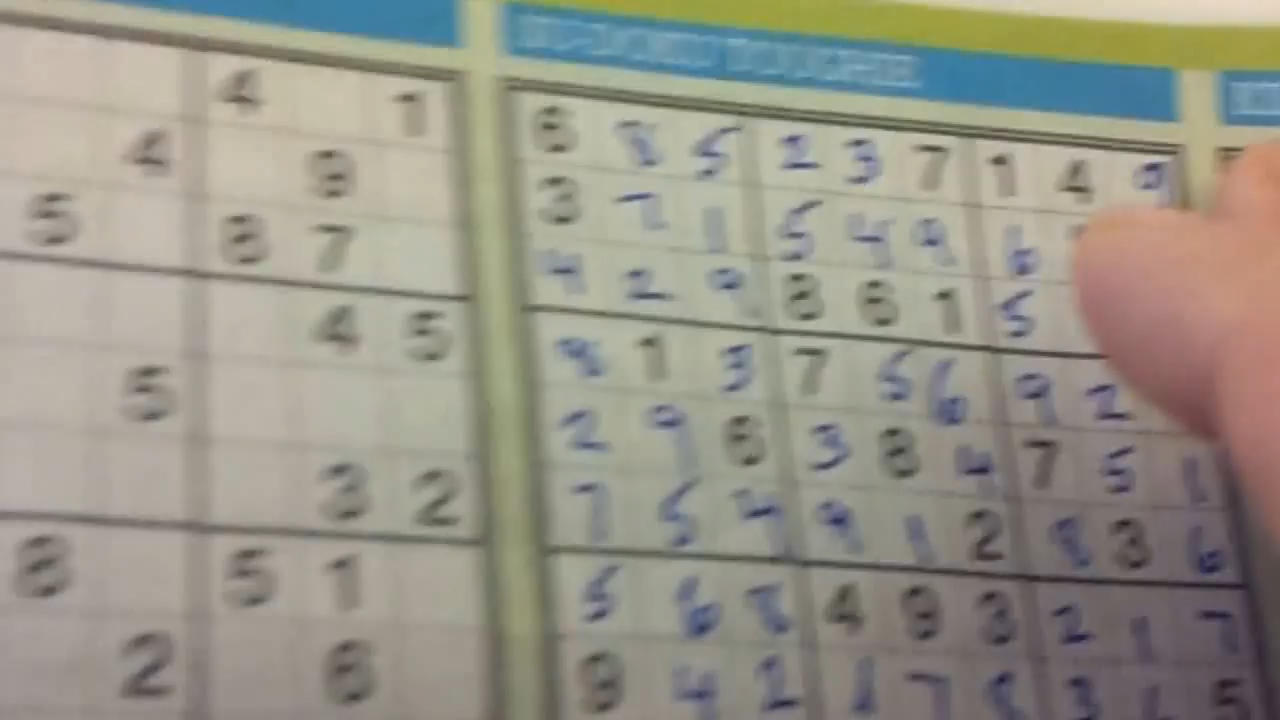 4 1
4 9
5 8 7
4 5
5
3 2
8 5 1
2 6
6 8 5 2 3 7 1 4 9
3 7 1 5 4 9 6
4 2 9 8 6 1 5
8 1 3 7 5 6 9 2
2 9 6 3 8 4 7 5 1
7 5 4 9 1 2 8 3 6
5 6 8 4 9 3 2 1 7
9 4 2 1 7 8 3 6 5